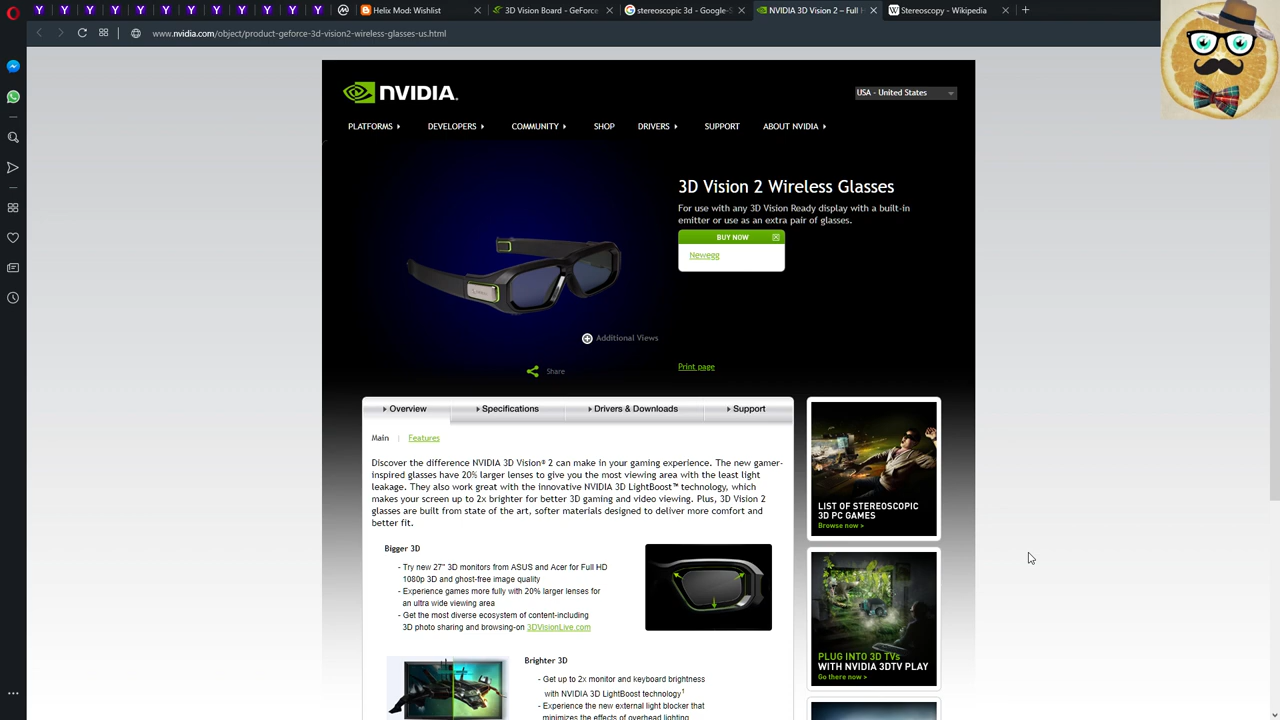 Helix Mod: Wishlist
3D Vision Board - GeForce
stereoscopic 3d - Google-S
NVIDIA 3D Vision 2 – Full H
Stereoscopy - Wikipedia
www.nvidia.com/object/product-geforce-3d-vision2-wireless-glasses-us.html
NVIDIA.
USA - United States
PLATFORMS DEVELOPERS COMMUNITY SHOP DRIVERS SUPPORT ABOUT NVIDIA
3D Vision 2 Wireless Glasses
For use with any 3D Vision Ready display with a built-in
emitter or use as an extra pair of glasses.
BUY NOW
Newegg
Additional Views
Share
Print page
Overview Specifications Drivers & Downloads Support
Main | Features
Discover the difference NVIDIA 3D Vision® 2 can make in your gaming experience. The new gamer-
inspired glasses have 20% larger lenses to give you the most viewing area with the least light
leakage. They also work great with the innovative NVIDIA 3D LightBoost™ technology, which
makes your screen up to 2x brighter for better 3D gaming and video viewing. Plus, 3D Vision 2
glasses are built from state of the art, softer materials designed to deliver more comfort and
better fit.
Bigger 3D
- Try new 27" 3D monitors from ASUS and Acer for Full HD
1080p 3D and ghost-free image quality
- Experience games more fully with 20% larger lenses for
an ultra wide viewing area
- Get the most diverse ecosystem of content-including
3D photo sharing and browsing-on 3DVisionLive.com
Brighter 3D
- Get up to 2x monitor and keyboard brightness
with NVIDIA 3D LightBoost technology1
- Experience the new external light blocker that
minimizes the effects of overhead lighting
LIST OF STEREOSCOPIC
3D PC GAMES
Browse now >
PLUG INTO 3D TVs
WITH NVIDIA 3DTV PLAY
Go there now >